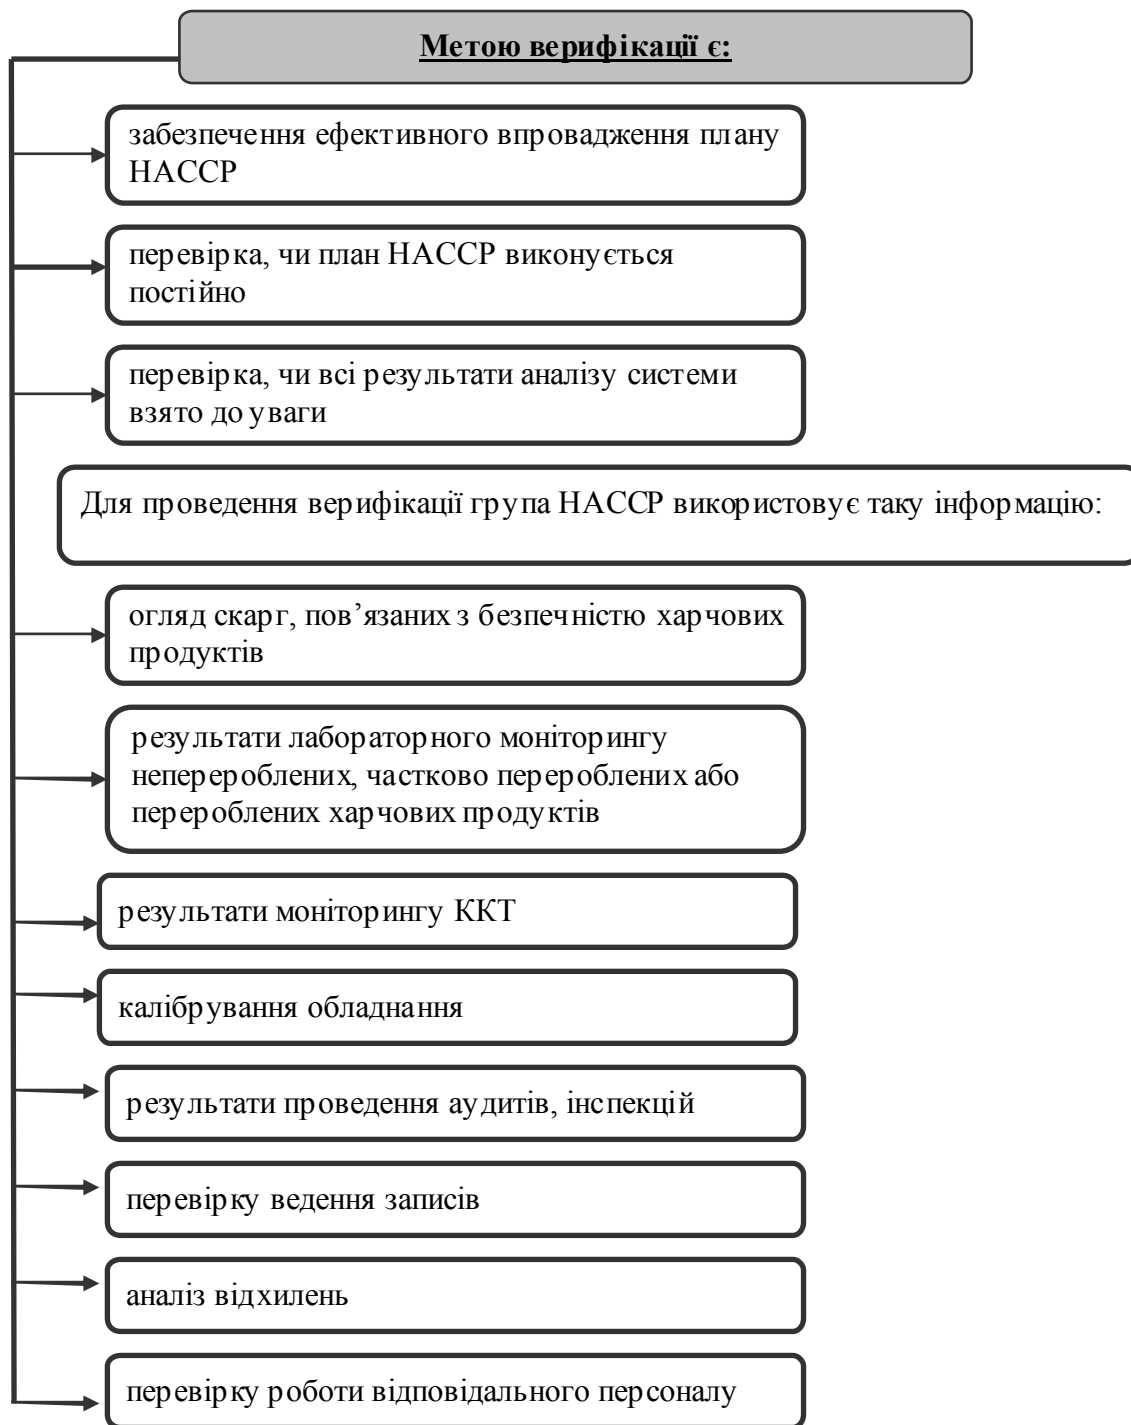 Метою верифікації є:
забезпечення ефективного впровадження плану
НАССР
перевірка, чи план НАССР виконується
постійно
перевірка, чи всі результати аналізу системи
взято до уваги
Для проведення верифікації група НАССР використовує таку інформацію:
огляд скарг, пов’язаних з безпечністю харчових
продуктів
результати лабораторного моніторингу
неперероблених, частково перероблених або
перероблених харчових продуктів
результати моніторингу ККТ
калібрування обладнання
результати проведення аудитів, інспекцій
перевірку ведення записів
аналіз відхилень
перевірку роботи відповідального персоналу